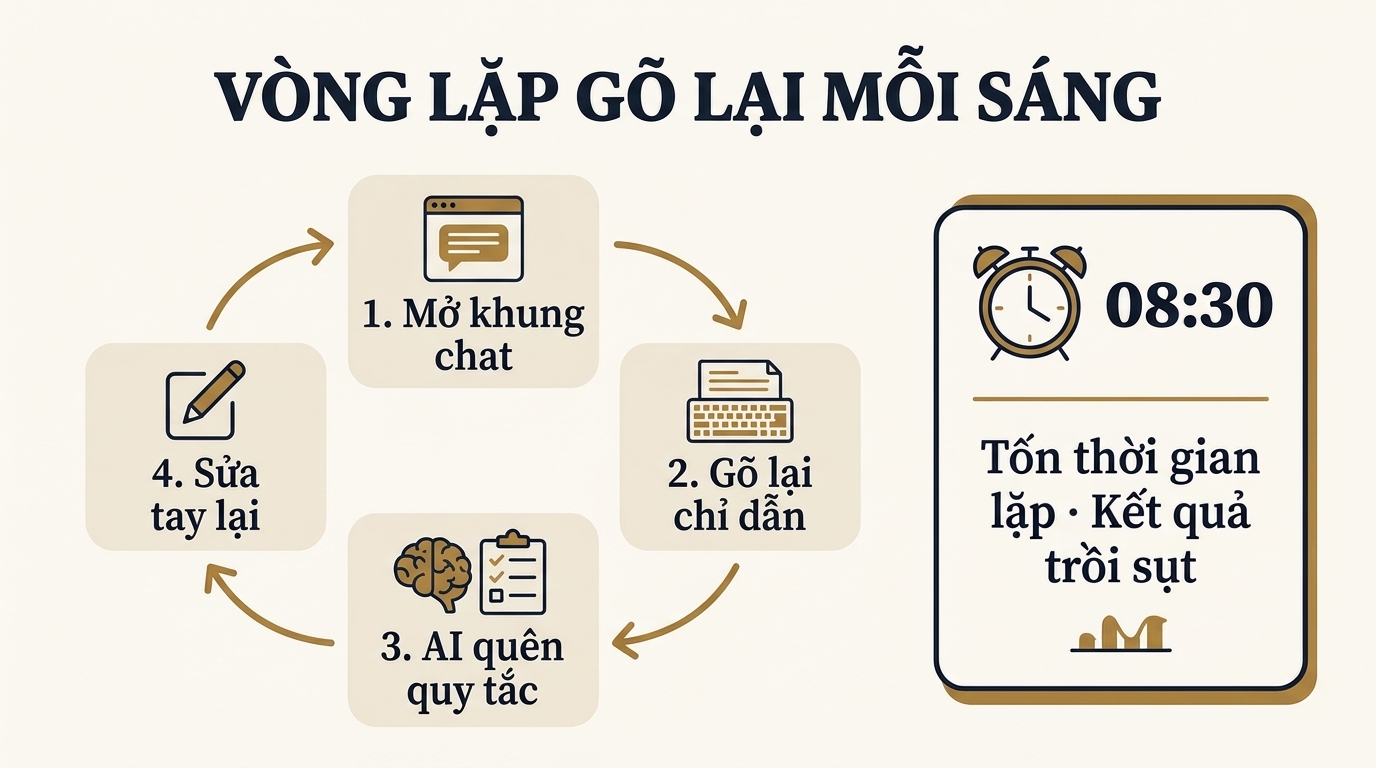 VÒNG LẶP GÕ LẠI MỖI SÁNG
1. Mở khung
chat
2. Gõ lại
chỉ dẫn
3. AI quên
quy tắc
4. Sửa
tay lại
08:30
Tốn thời gian
lặp · Kết quả
trồi sụt